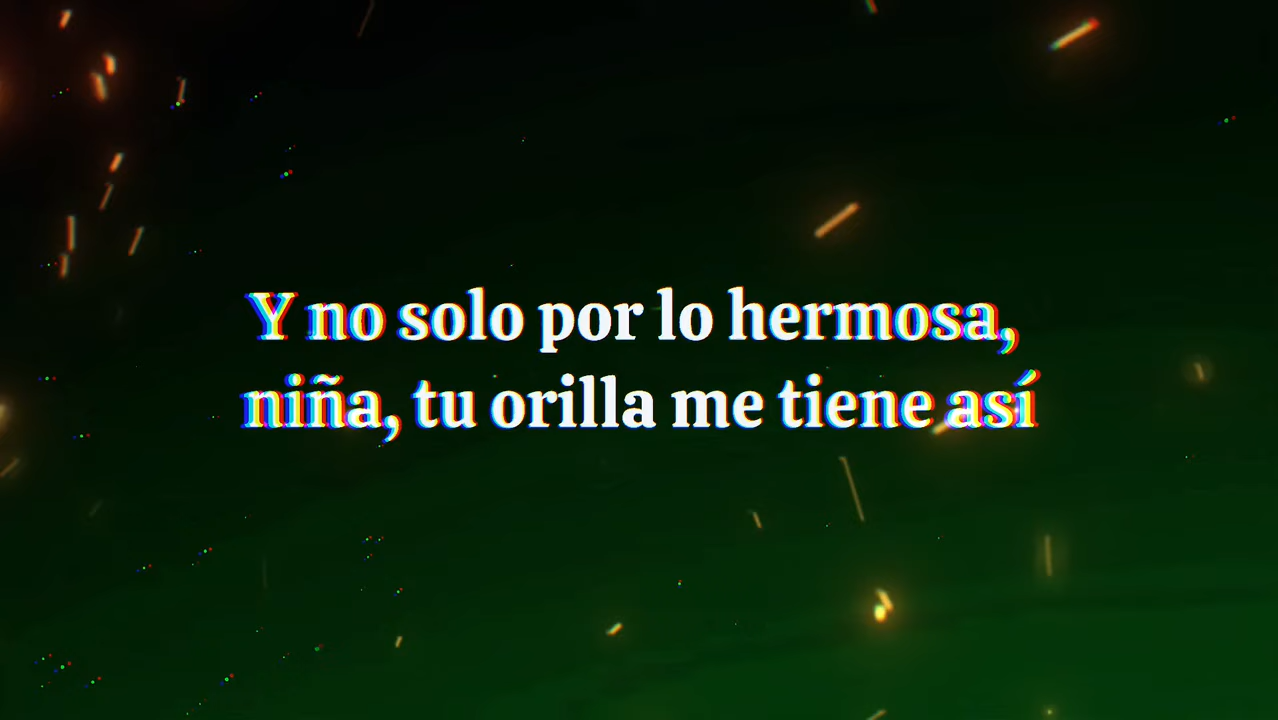 Y no solo por lo hermosa,
niña, tu orilla me tiene así